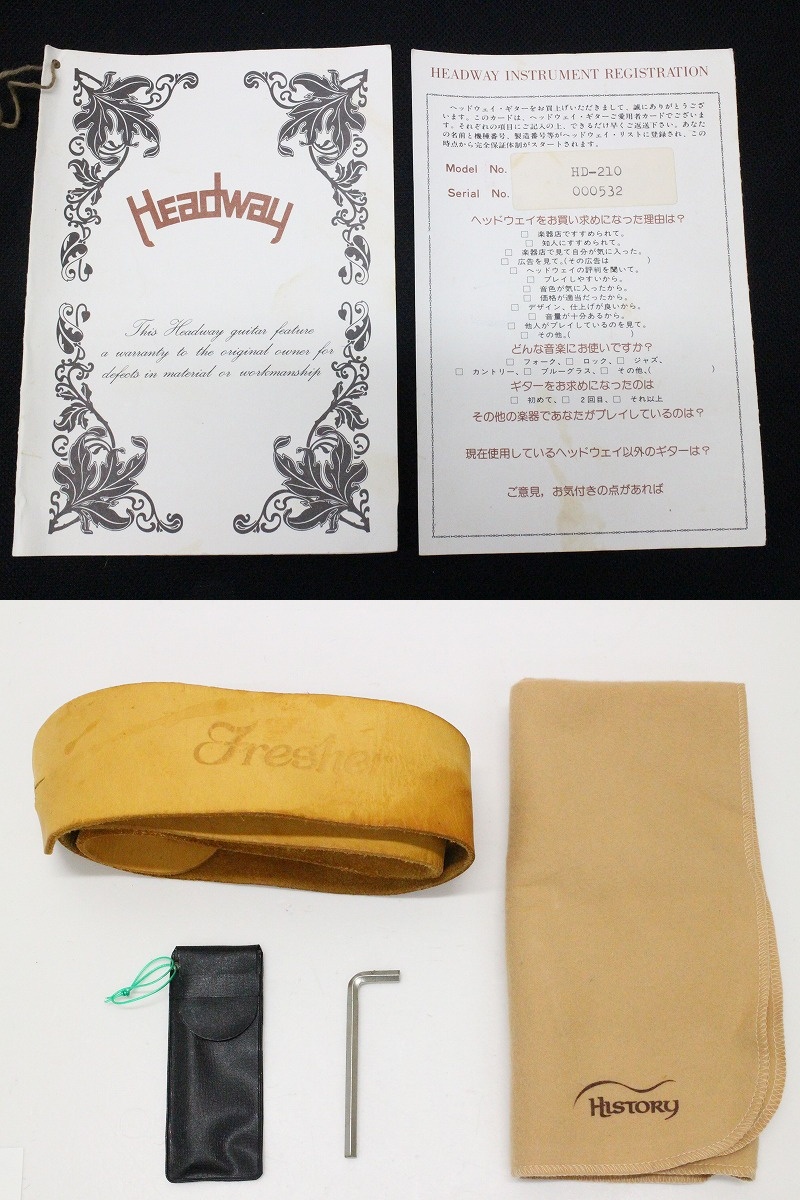 Headway
This Headway guitar feature
a warranty to the original owner for
defects in material or workmanship
HEADWAY INSTRUMENT REGISTRATION
ヘッドウェイ・ギターをお買上げいただきまして、誠にありがとうござ
います。このカードは、ヘッドウェイ・ギターご愛用者カードでございま
す。それぞれの項目にご記入の上、できるだけ早くご返送下さい。あなた
の名前と機種番号、製造番号等がヘッドウェイ・リストに登録され、この
時点から完全保証体制がスタートされます。
Model No. HD-210
Serial No. 000532
ヘッドウェイをお買い求めになった理由は？
□ 楽器店ですすめられて。
□ 知人にすすめられて。
□ 楽器店で見て自分が気に入った。
□ 広告を見て。(その広告は )
□ ヘッドウェイの評判を聞いて。
□ プレイしやすいから。
□ 音色が気に入ったから。
□ 価格が適当だったから。
□ デザイン、仕上げが良いから。
□ 音量が十分あるから。
□ 他人がプレイしているのを見て。
□ その他。( )
どんな音楽にお使いですか？
□ フォーク、□ ロック、□ ジャズ、
□ カントリー、□ ブルーグラス、□ その他、( )
ギターをお求めになったのは
□ 初めて、□ 2回目、□ それ以上
その他の楽器であなたがプレイしているのは？
現在使用しているヘッドウェイ以外のギターは？
ご意見，お気付きの点があれば
Fresher
HISTORY